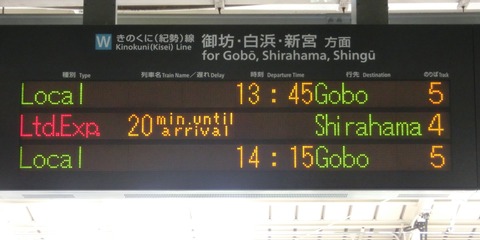 W きのくに(紀勢)線 御坊・白浜・新宮 方面
Kinokuni(Kisei) Line for Gobō, Shirahama, Shingū
種別 Type 列車名 Train Name / 遅れ Delay 時刻 Departure Time 行先 Destination のりば Track
Local 13:45 Gobo 5
Ltd.Exp. 20 min.until arrival Shirahama 4
Local 14:15 Gobo 5